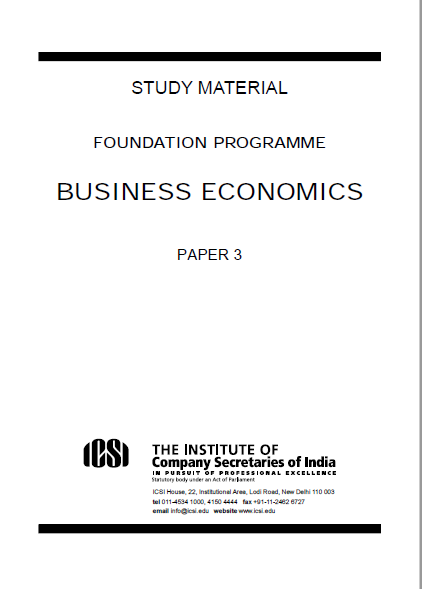 STUDY MATERIAL
FOUNDATION PROGRAMME
BUSINESS ECONOMICS
PAPER 3
ICSI
THE INSTITUTE OF
Company Secretaries of India
IN PURSUIT OF PROFESSIONAL EXCELLENCE
Statutory body under an Act of Parliament
ICSI House, 22, Institutional Area, Lodi Road, New Delhi 110 003
tel 011-4534 1000, 4150 4444 fax +91-11-2462 6727
email info@icsi.edu website www.icsi.edu